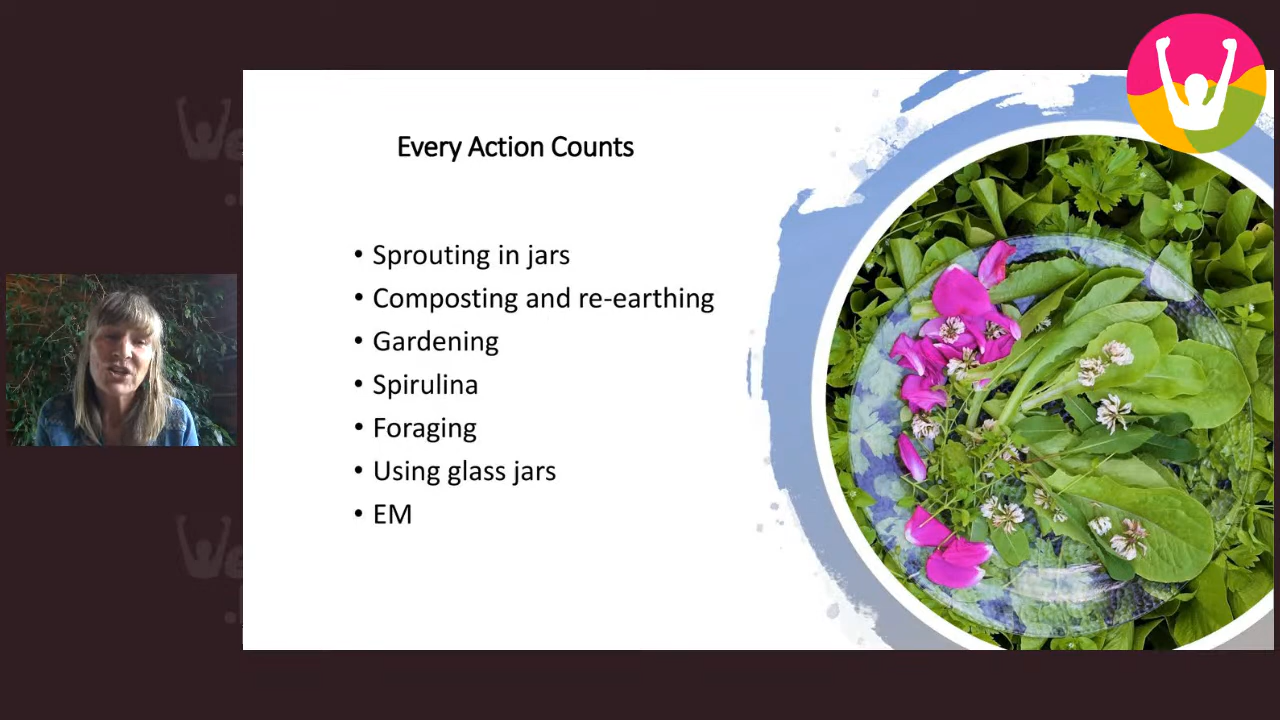 Every Action Counts
• Sprouting in jars
• Composting and re-earthing
• Gardening
• Spirulina
• Foraging
• Using glass jars
• EM